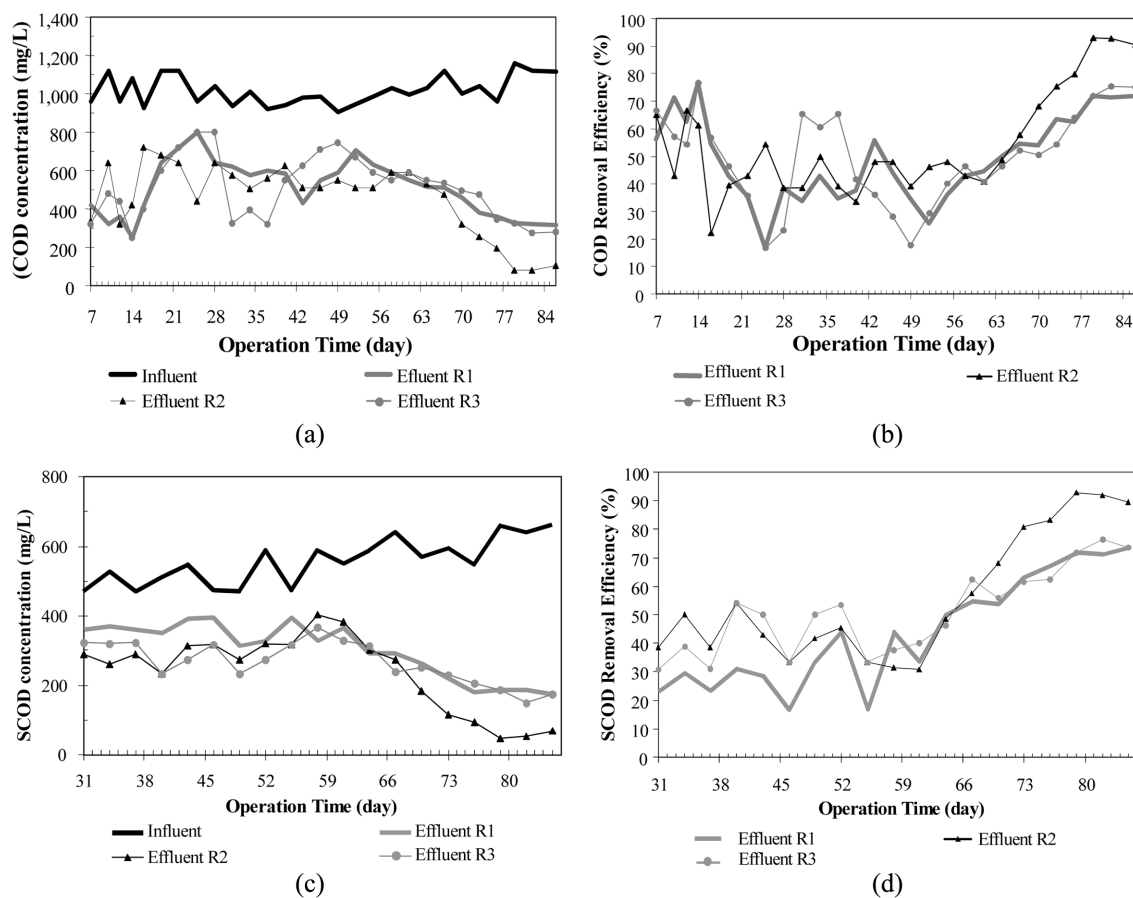 (COD concentration (mg/L)
1,400
1,200
1,000
800
600
400
200
0
7 14 21 28 35 42 49 56 63 70 77 84
Operation Time (day)
Influent
Efluent R1
Effluent R2
Effluent R3
(a)
COD Removal Efficiency (%)
100
90
80
70
60
50
40
30
20
10
0
7 14 21 28 35 42 49 56 63 70 77 84
Operation Time (day)
Effluent R1
Effluent R2
Effluent R3
(b)
SCOD concentration (mg/L)
800
600
400
200
0
31 38 45 52 59 66 73 80
Operation Time (day)
Influent
Effluent R1
Effluent R2
Effluent R3
(c)
SCOD Removal Efficiency (%)
100
90
80
70
60
50
40
30
20
10
0
31 38 45 52 59 66 73 80
Operation Time (day)
Effluent R1
Effluent R2
Effluent R3
(d)